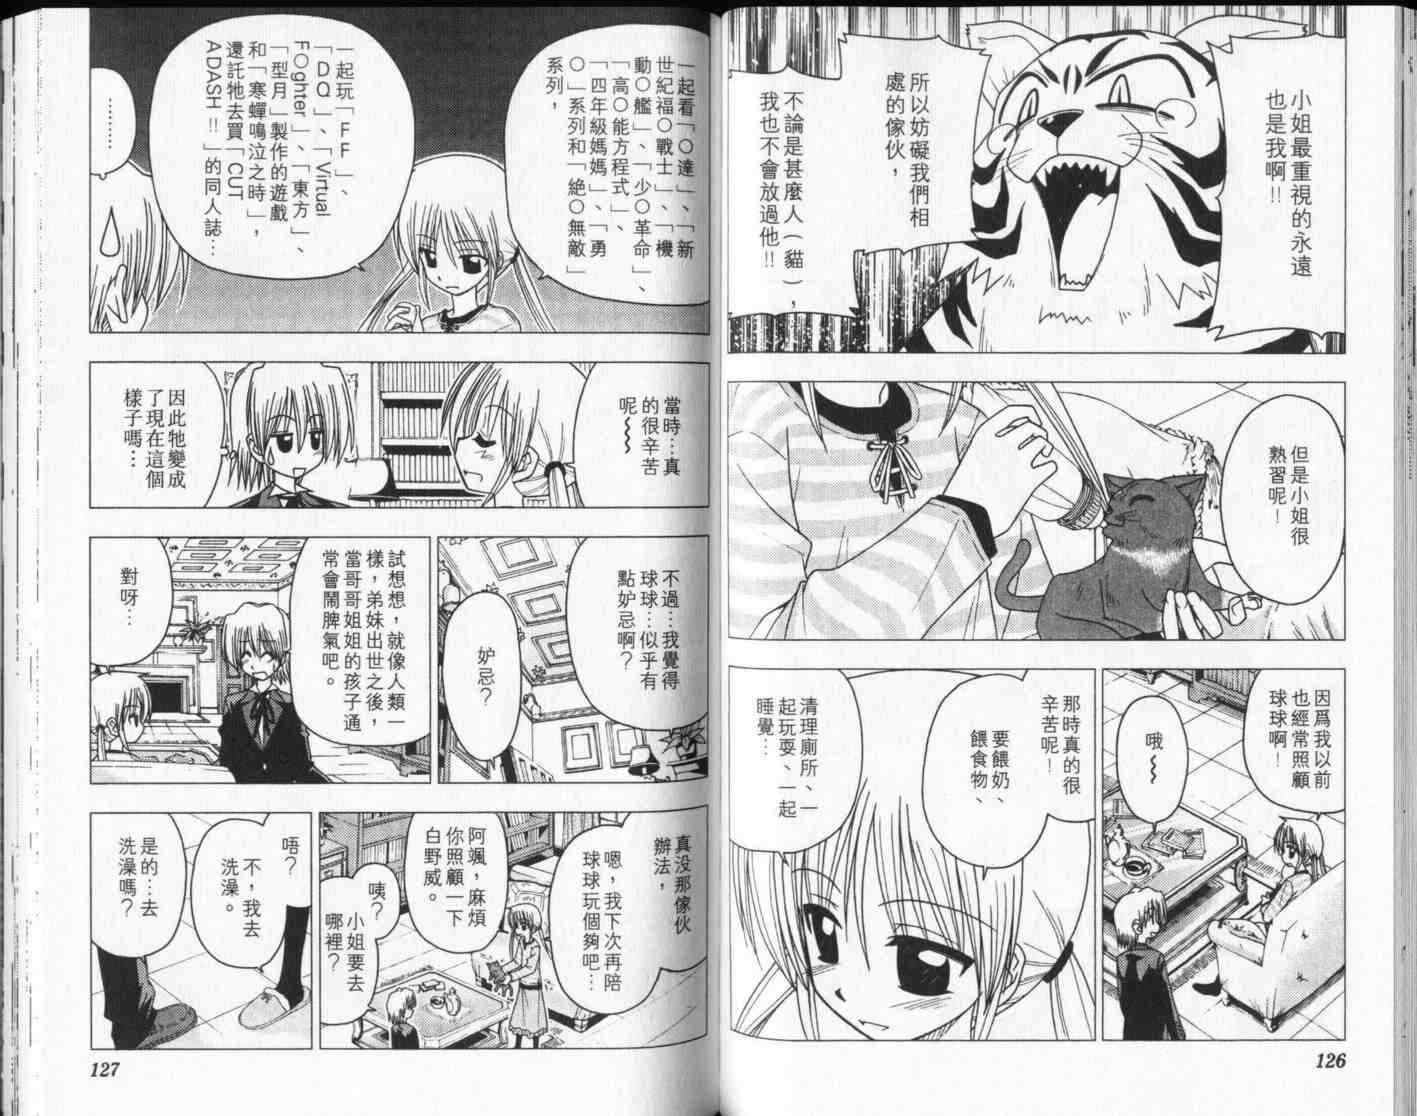 小姐最重視的永遠
也是我啊!!
所以妨礙我們相
處的傢伙，
不論是甚麼人（貓），
我也不會放過他!!
但是小姐很
熟習呢！
因爲我以前
也經常照顧
球球啊！
哦～
那時真的很
辛苦呢！
要餵奶、
餵食物、
清理廁所、一
起玩耍、一起
睡覺…
126
一起看「○達」、「新
世紀福○戰士」、「機
動○艦」、「少○革命」、
「高○能方程式」、
「四年級媽媽」、「勇
○」系列和「絶○無敵」
系列，
一起玩「FF」、
「DQ」、「Virtual
F○ghter」、「東方」、
「型月」製作的遊戲
和「寒蟬鳴泣之時」，
還託牠去買「CUT
A DASH!!」的同人誌…
………
當時…真
的很辛苦
呢～～
因此牠變成
了現在這個
樣子嗎…
不過…我覺得
球球…似乎有
點妒忌啊？
妒忌？
試想想，就像人類一
樣，弟妹出世之後，
當哥哥姐姐的孩子通
常會鬧脾氣吧。
對呀…
真没那傢伙
辦法，
嗯，我下次再陪
球球玩個夠吧…
阿颯，麻煩
你照顧一下
白野威。
咦？
小姐要去
哪裡？
唔？
不，我去
洗澡。
是的…去
洗澡嗎？
127